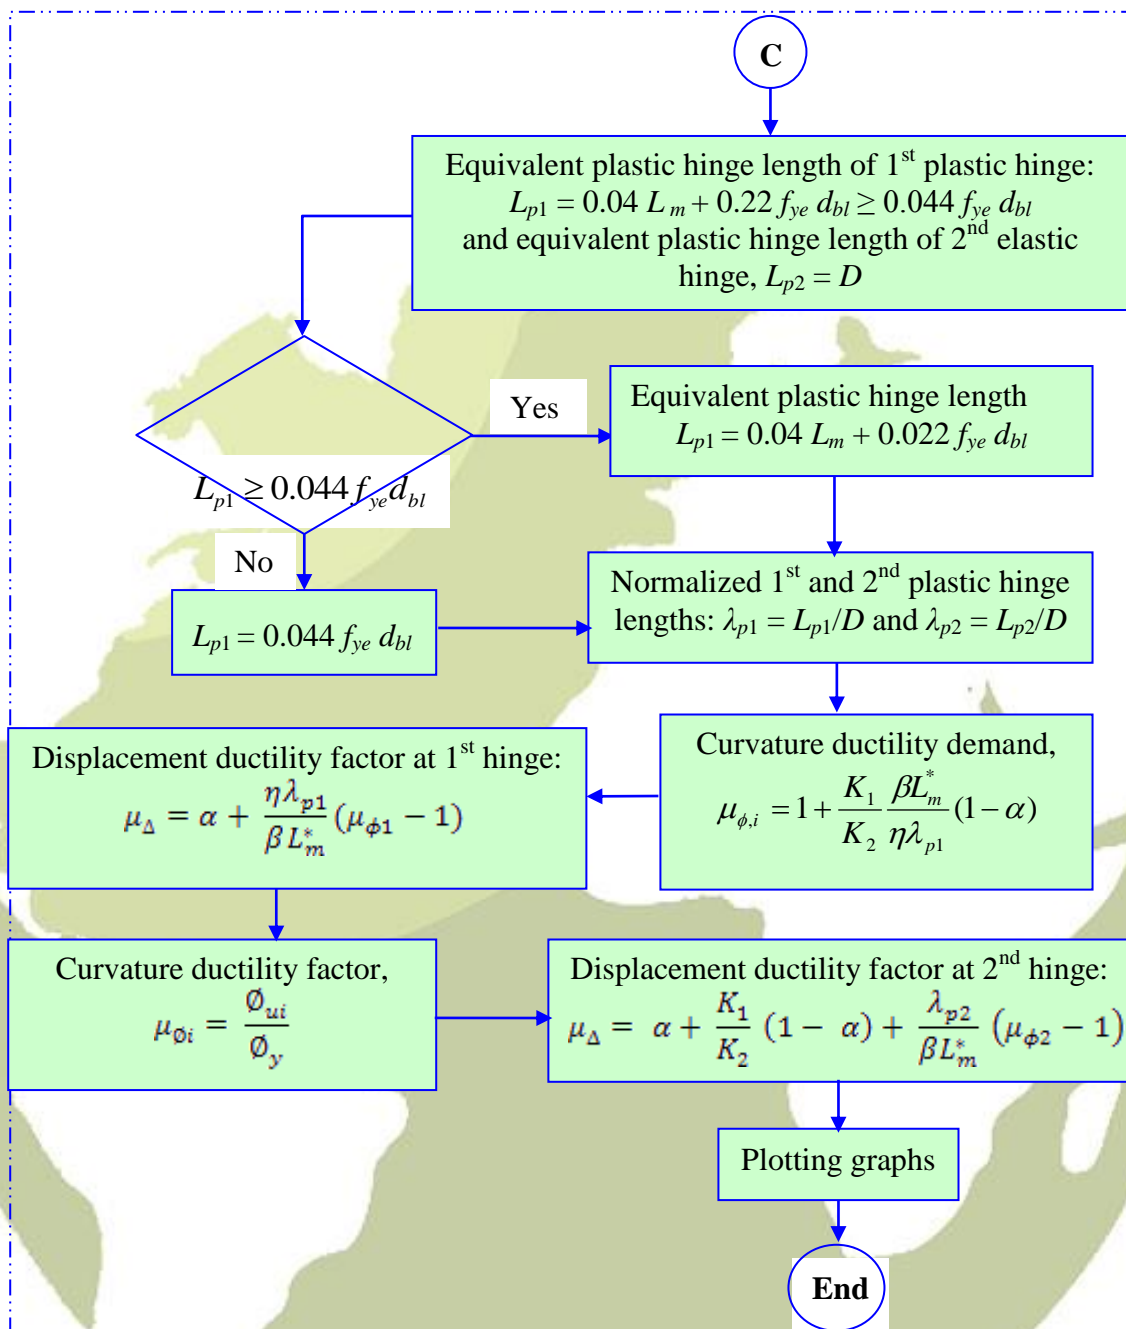 C
Equivalent plastic hinge length of 1st plastic hinge:
Lp1 = 0.04 L m + 0.22 fye dbl ≥ 0.044 fye dbl
and equivalent plastic hinge length of 2nd elastic
hinge, Lp2 = D
Yes
Equivalent plastic hinge length
Lp1 = 0.04 Lm + 0.022 fye dbl
Lp1 ≥ 0.044 fye dbl
No
Lp1 = 0.044 fye dbl
Normalized 1st and 2nd plastic hinge
lengths: λp1 = Lp1/D and λp2 = Lp2/D
Curvature ductility demand,
μϕ,i = 1 + K1/K2 βL*m/ηλp1 (1 − α)
Displacement ductility factor at 1st hinge:
μΔ = α + ηλp1/βL*m (μϕ1 − 1)
Curvature ductility factor,
μØi = Øui/Øy
Displacement ductility factor at 2nd hinge:
μΔ = α + K1/K2 (1 − α) + λp2/βL*m (μϕ2 − 1)
Plotting graphs
End